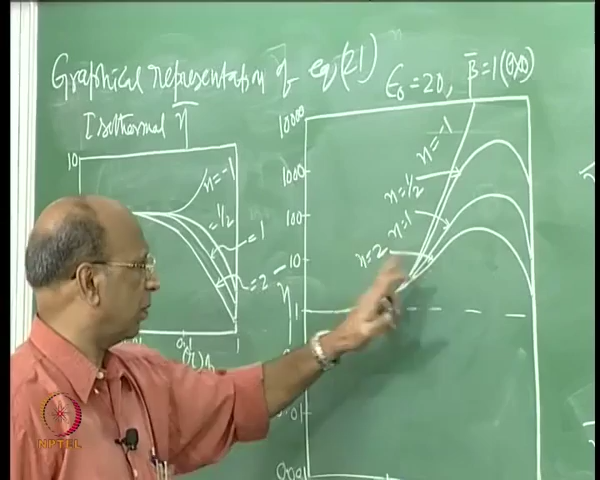 Graphical representation of eq(21)
ϵ₀=20, β̄=1(exo)
Isothermal η̄
10
n=-1
=1/2
=1
=2
1
10000
1000
100
10
η
1
n=-1
n=1/2
n=1
n=2
NPTEL